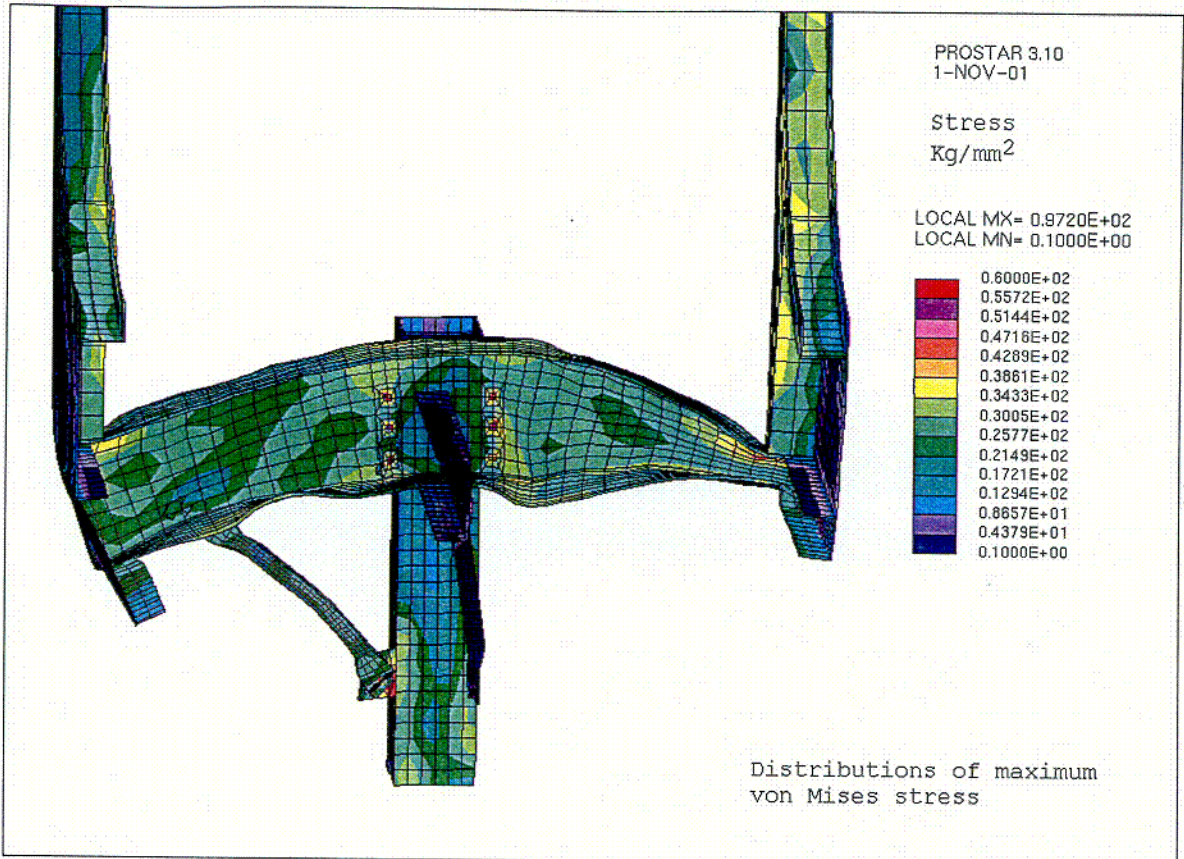 PROSTAR 3.10
1-NOV-01
Stress
Kg/mm²
LOCAL MX= 0.9720E+02
LOCAL MN= 0.1000E+00
0.6000E+02
0.5572E+02
0.5144E+02
0.4716E+02
0.4289E+02
0.3861E+02
0.3433E+02
0.3005E+02
0.2577E+02
0.2149E+02
0.1721E+02
0.1294E+02
0.8657E+01
0.4379E+01
0.1000E+00
Distributions of maximum
von Mises stress